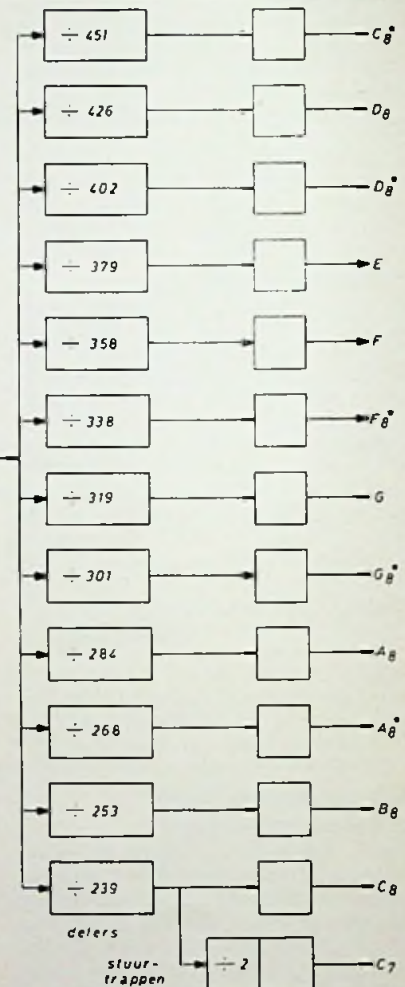 ÷ 451 C8*
÷ 426 D8
÷ 402 D8*
÷ 379 E
÷ 358 F
÷ 338 F8*
÷ 319 G
÷ 301 G8*
÷ 284 A8
÷ 268 A8*
÷ 253 B8
÷ 239 C8
delers
stuur-
trappen ÷ 2 C7